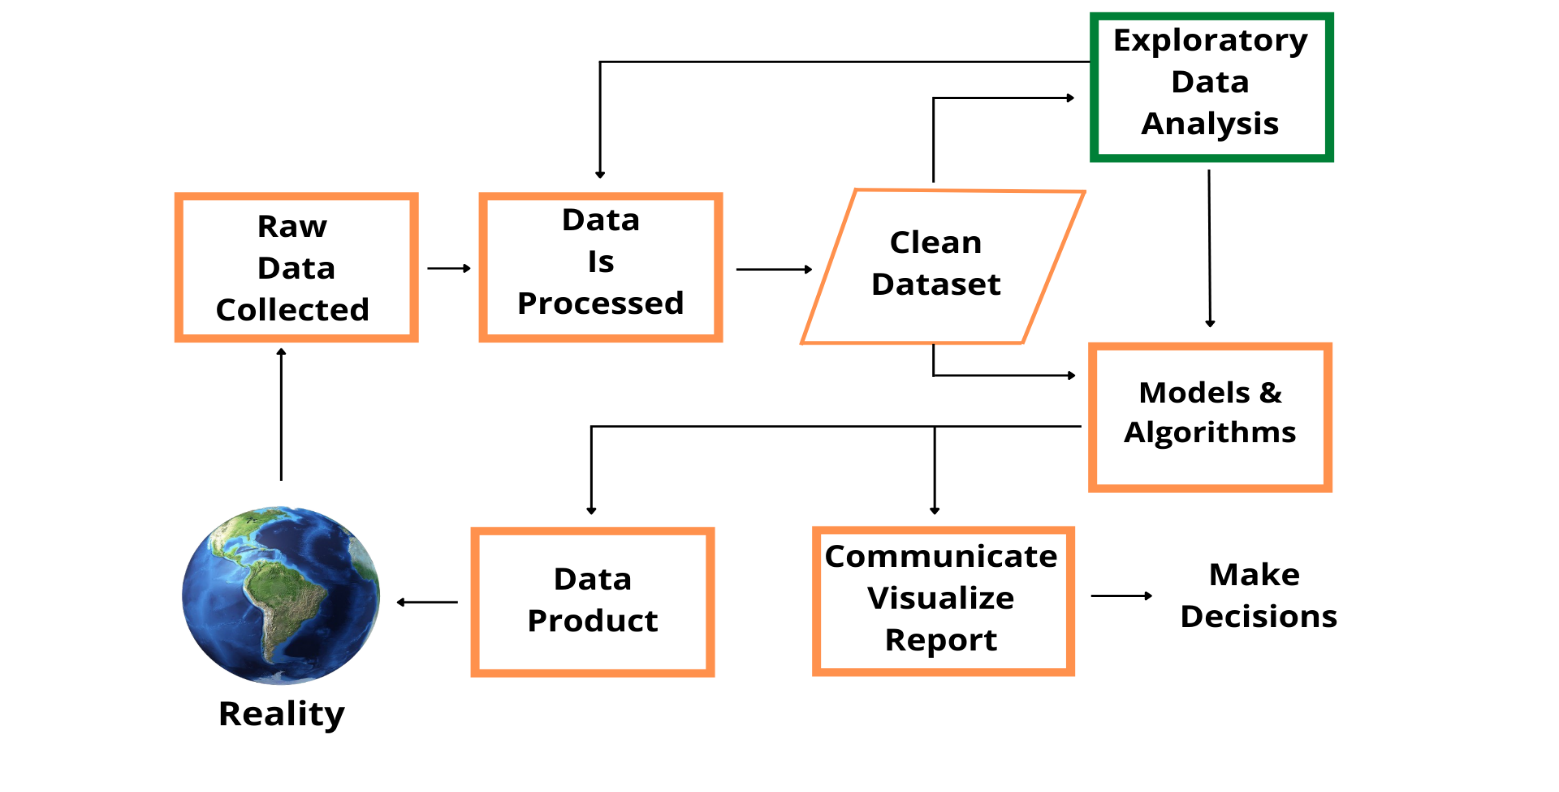 Exploratory
Data
Analysis
Raw
Data
Collected
Data
Is
Processed
Clean
Dataset
Models &
Algorithms
Data
Product
Communicate
Visualize
Report
Make
Decisions
Reality